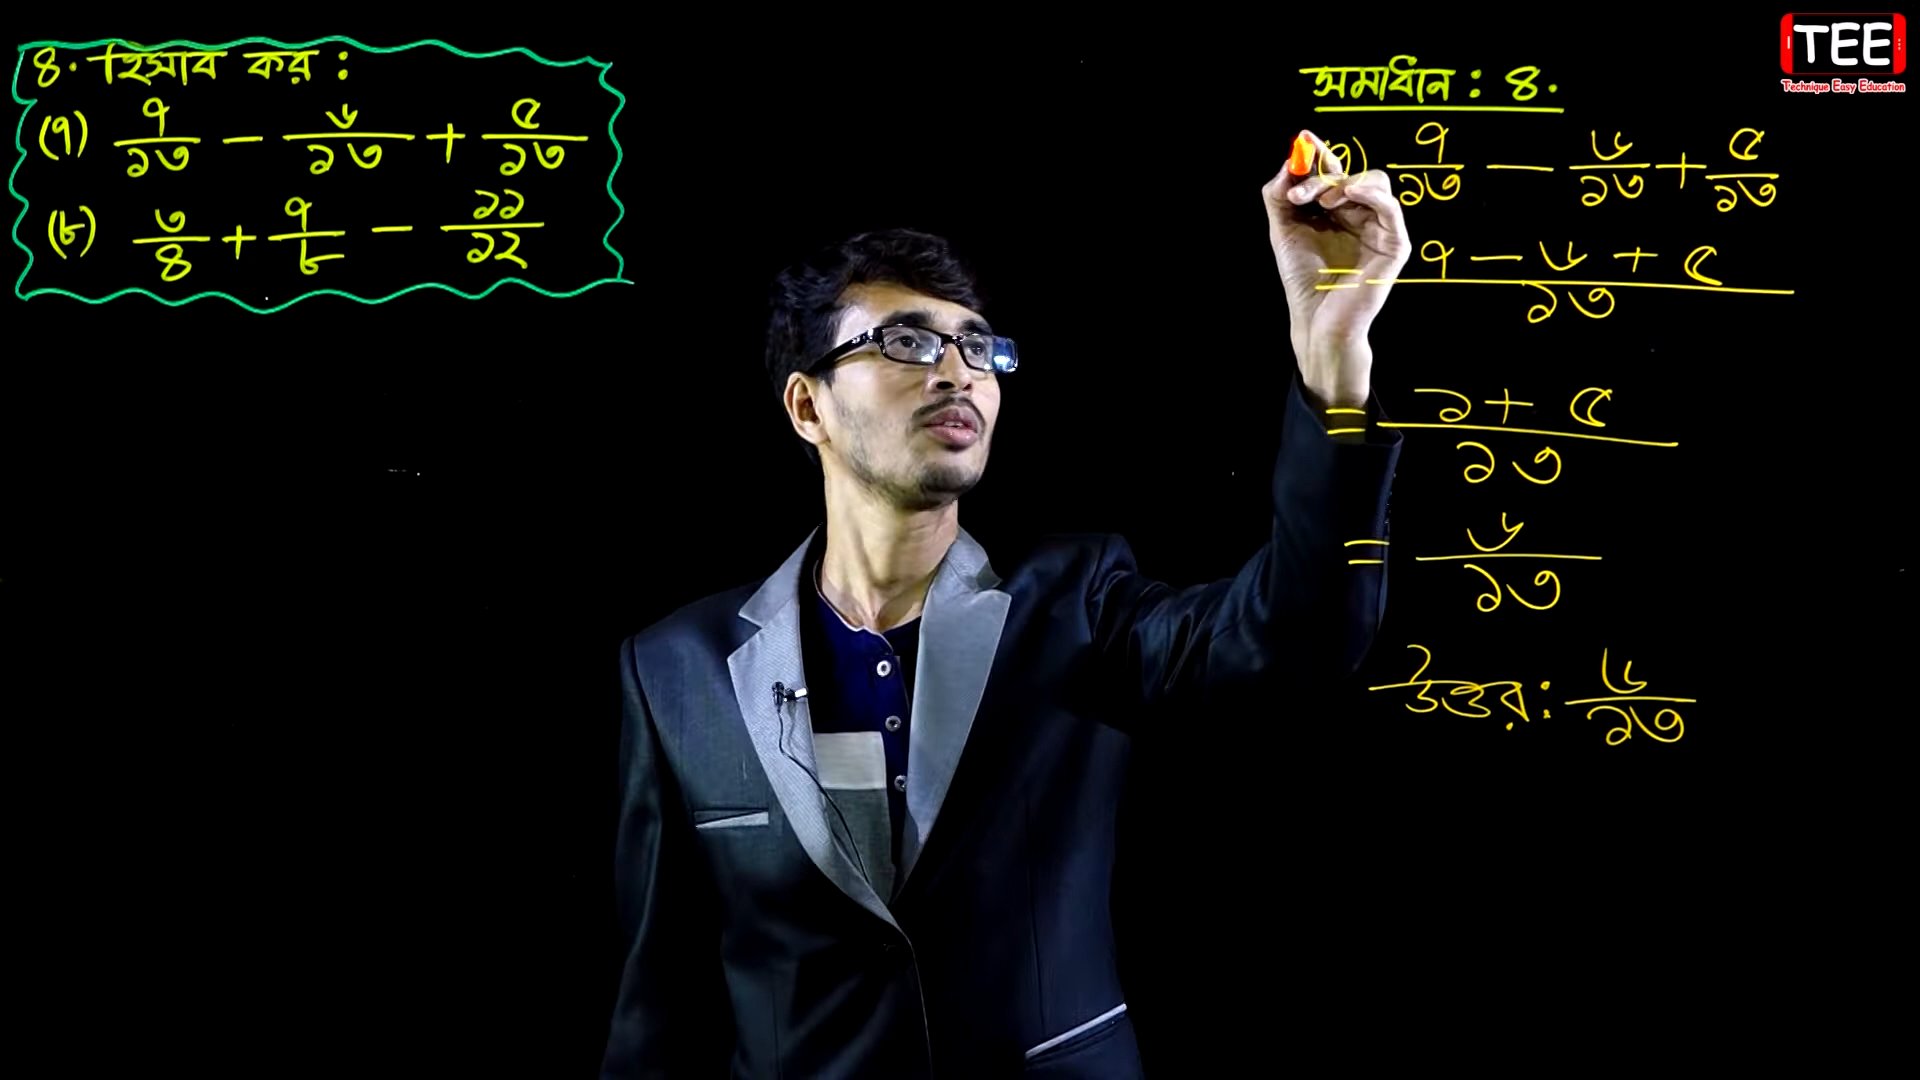 ৪. হিসাব কর :
(৭) ৭/১৩ − ৬/১৩ + ৫/১৩
(৮) ৩/৪ + ৭/৮ − ১১/১২
সমাধান : ৪.
(৭) ৭/১৩ − ৬/১৩ + ৫/১৩
= ৭ − ৬ + ৫/১৩
= ১ + ৫/১৩
= ৬/১৩
উত্তর : ৬/১৩
TEE
Technique Easy Education